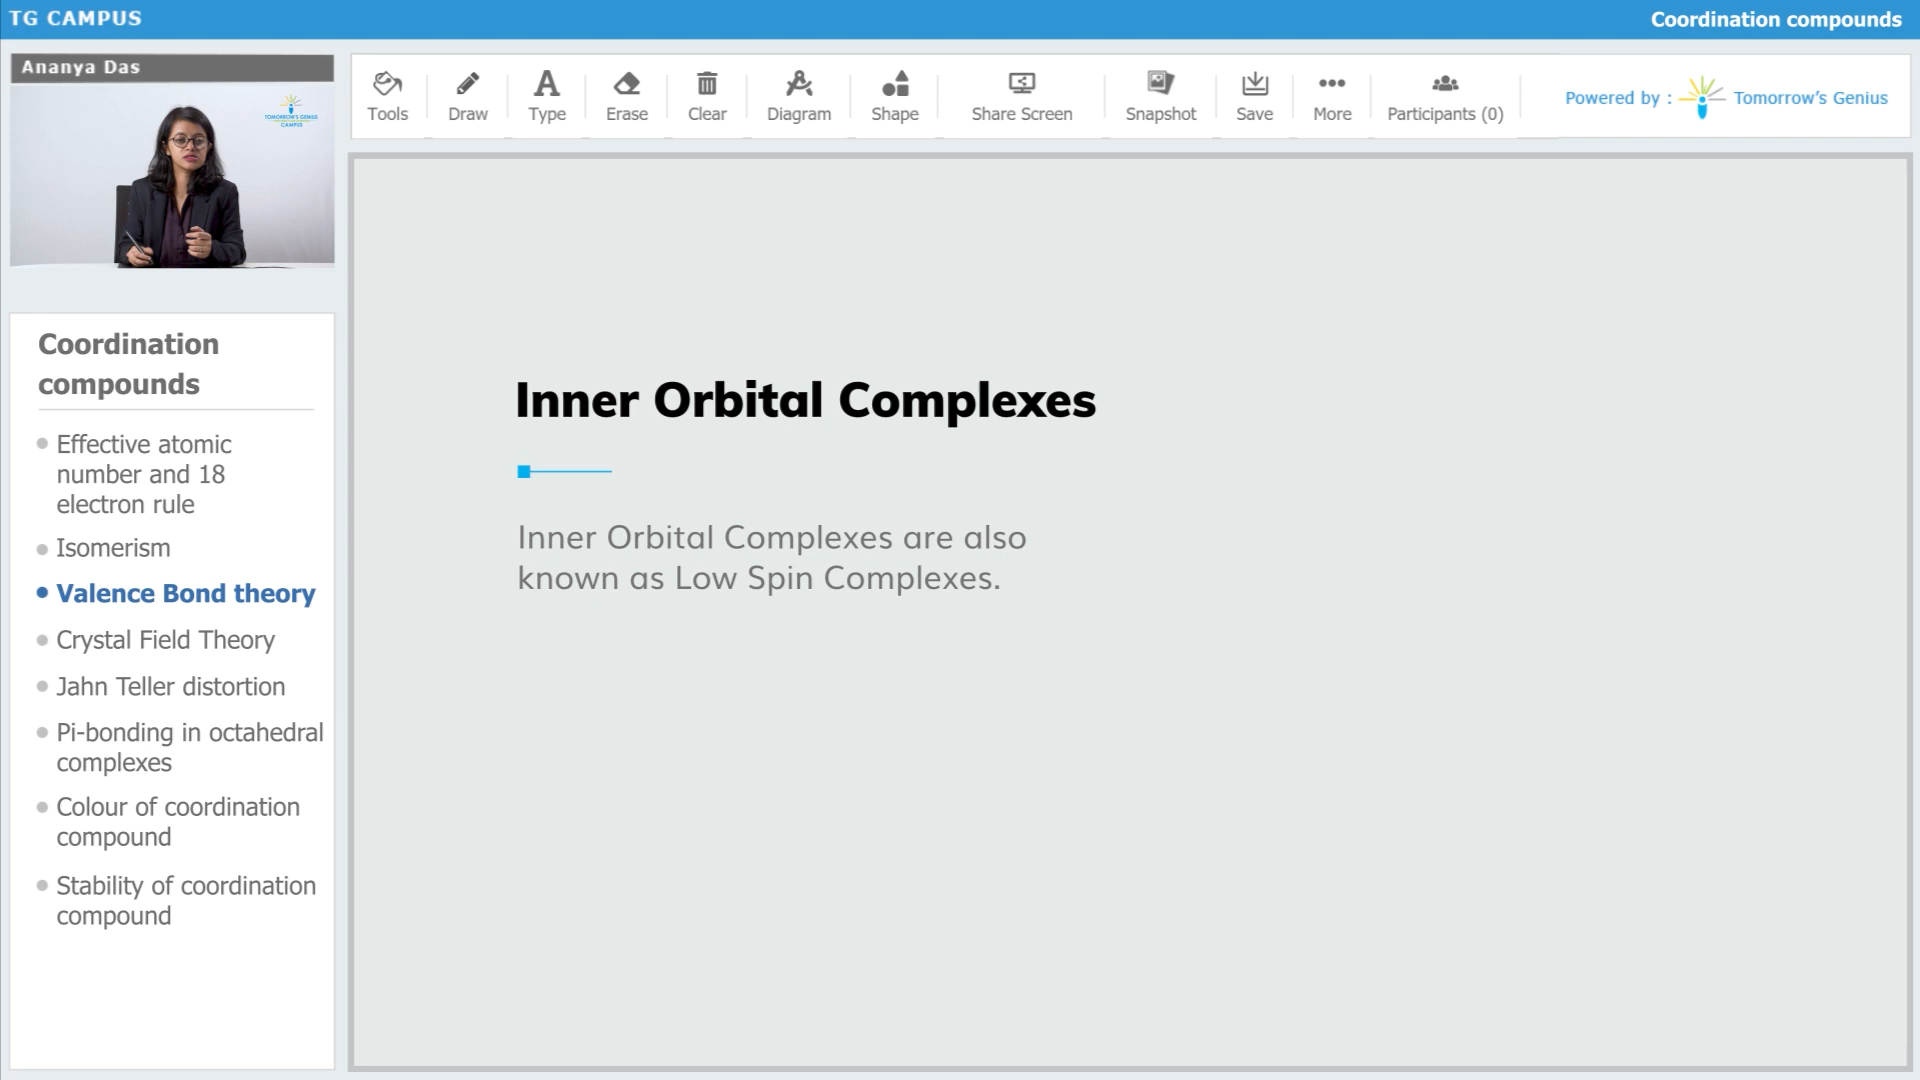 TG CAMPUS
Coordination compounds
Ananya Das
TOMORROW'S GENIUS
CAMPUS
Tools
Draw
Type
Erase
Clear
Diagram
Shape
Share Screen
Snapshot
Save
More
Participants (0)
Powered by :
Tomorrow's Genius
Coordination
compounds
Effective atomic
number and 18
electron rule
Isomerism
Valence Bond theory
Crystal Field Theory
Jahn Teller distortion
Pi-bonding in octahedral
complexes
Colour of coordination
compound
Stability of coordination
compound
Inner Orbital Complexes
Inner Orbital Complexes are also
known as Low Spin Complexes.